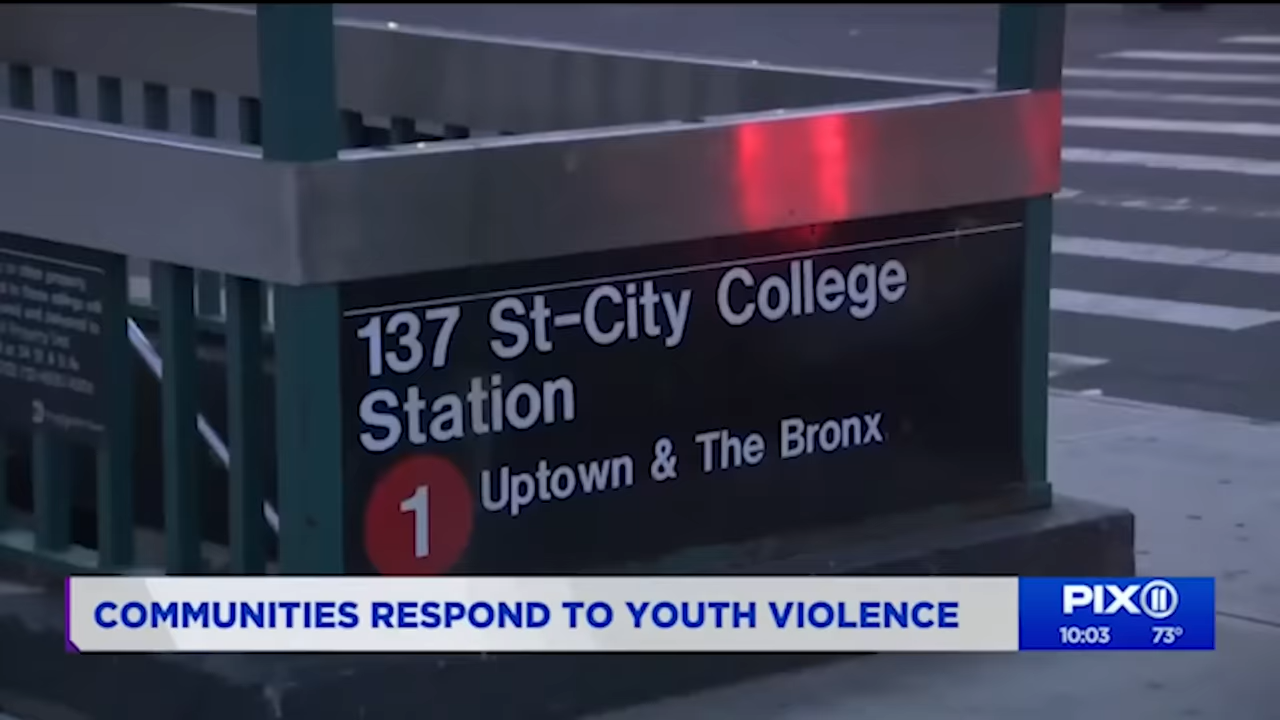 137 St-City College
Station
1 Uptown & The Bronx
COMMUNITIES RESPOND TO YOUTH VIOLENCE
PIX11
10:03 73°